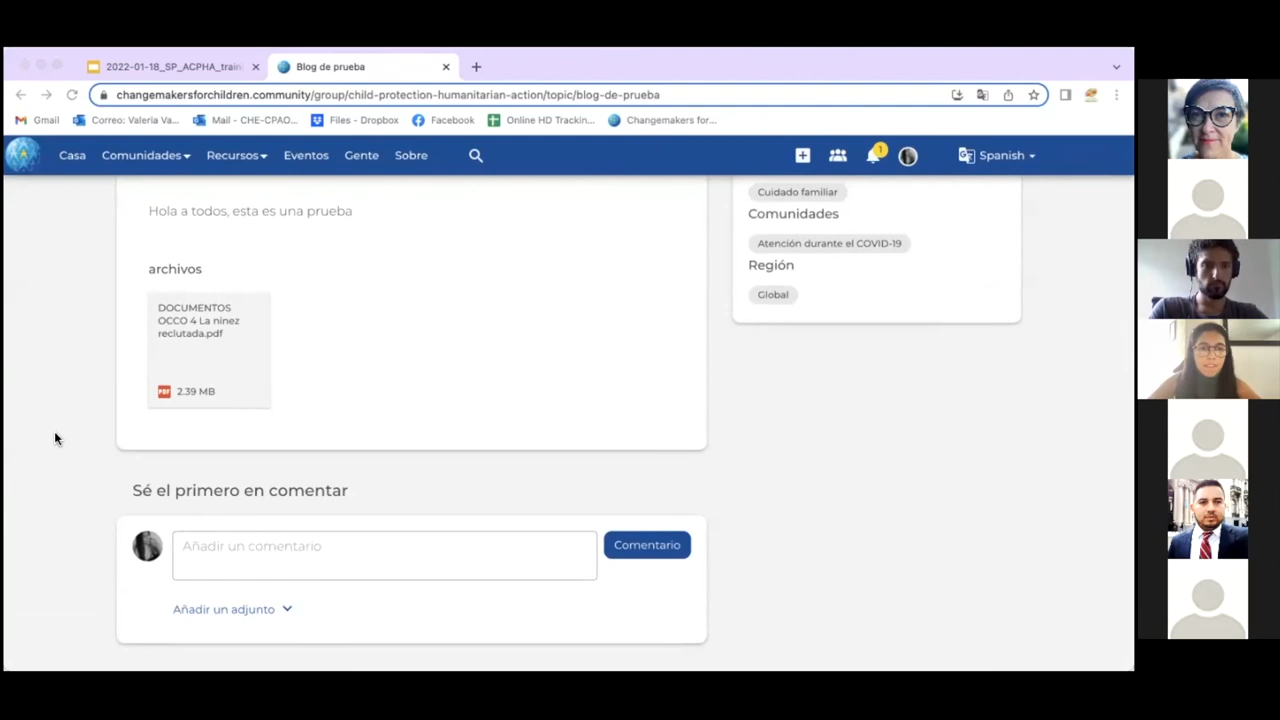 2022-01-18_SP_ACPHA_train
Blog de prueba
changemakersforchildren.community/group/child-protection-humanitarian-action/topic/blog-de-prueba
Gmail
Correo: Valeria Va...
Mail - CHE-CPAO...
Files - Dropbox
Facebook
Online HD Trackin...
Changemakers for...
Casa
Comunidades
Recursos
Eventos
Gente
Sobre
1
Spanish
Hola a todos, esta es una prueba
archivos
DOCUMENTOS
OCCO 4 La ninez
reclutada.pdf
PDF
2.39 MB
Cuidado familiar
Comunidades
Atención durante el COVID-19
Región
Global
Sé el primero en comentar
Añadir un comentario
Comentario
Añadir un adjunto